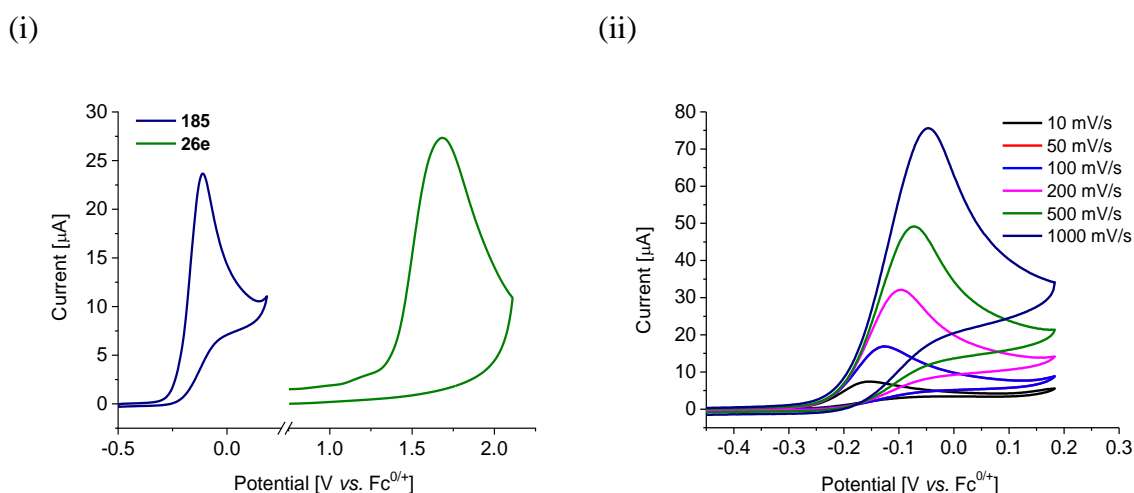 (i)
(ii)
185
26e
Current [µA]
30
25
20
15
10
5
0
-0.5
0.0
1.0
1.5
2.0
Potential [V vs. Fc0/+]
10 mV/s
50 mV/s
100 mV/s
200 mV/s
500 mV/s
1000 mV/s
Current [µA]
80
70
60
50
40
30
20
10
0
-0.4
-0.3
-0.2
-0.1
0.0
0.1
0.2
0.3
Potential [V vs. Fc0/+]